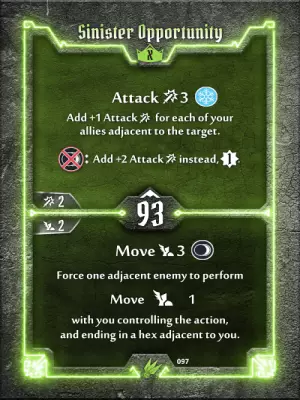 Sinister Opportunity
X
Attack 3
Add +1 Attack for each of your
allies adjacent to the target.
: Add +2 Attack instead, 1.
2
93
2
Move 3
Force one adjacent enemy to perform
Move 1
with you controlling the action,
and ending in a hex adjacent to you.
097